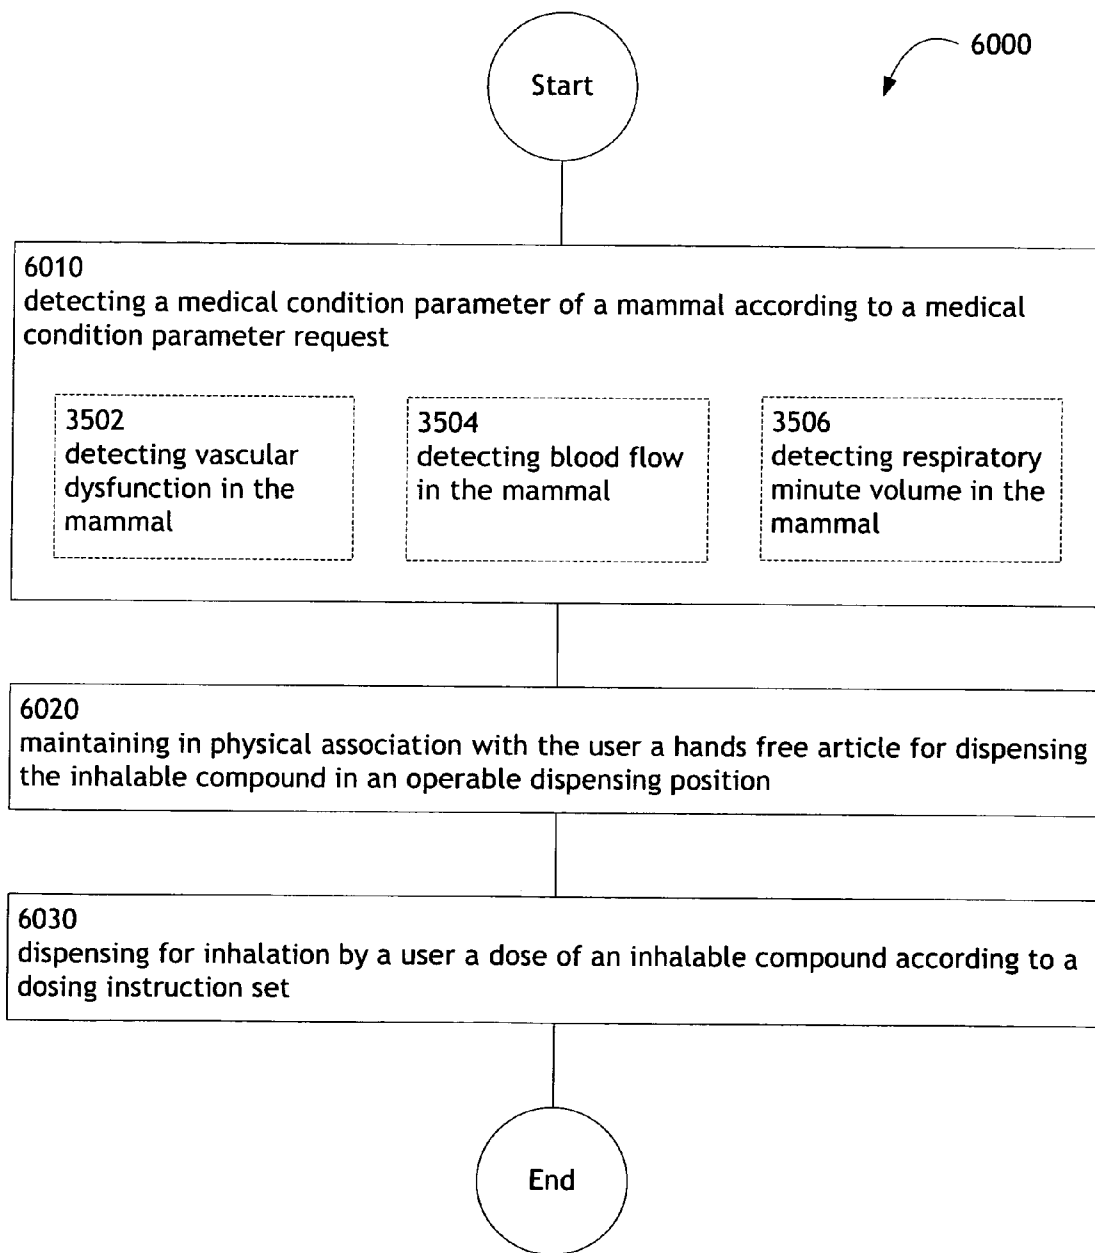 Start
6000
6010
detecting a medical condition parameter of a mammal according to a medical
condition parameter request
3502
detecting vascular
dysfunction in the
mammal
3504
detecting blood flow
in the mammal
3506
detecting respiratory
minute volume in the
mammal
6020
maintaining in physical association with the user a hands free article for dispensing
the inhalable compound in an operable dispensing position
6030
dispensing for inhalation by a user a dose of an inhalable compound according to a
dosing instruction set
End